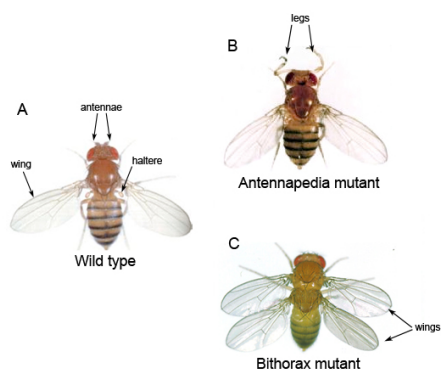 A
antennae
wing
haltere
Wild type
legs
B
Antennapedia mutant
C
wings
Bithorax mutant